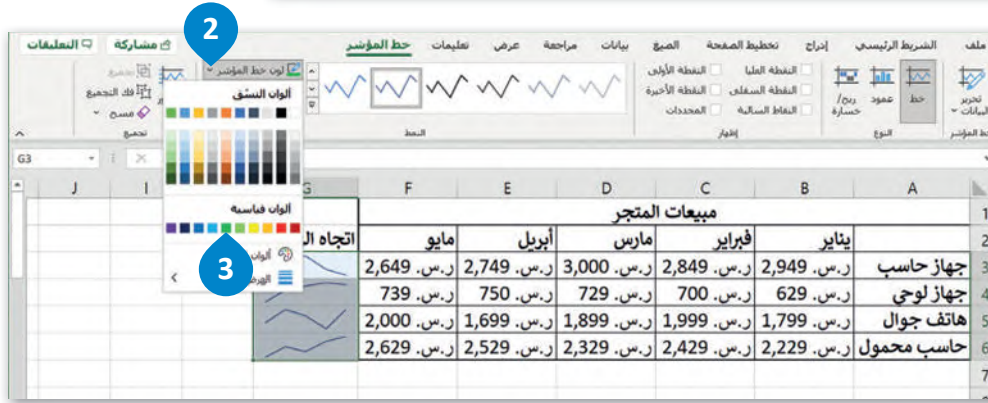 2
ملف الشريط الرئيسي إدراج تخطيط الصفحة الصيغ بيانات مراجعة عرض تعليمات خط المؤشر مشاركة التعليقات
تحرير البيانات
خط
عمود
ربح/خسارة
النقطة العليا
النقطة السفلى
النقاط السالبة
النقطة الأولى
النقطة الأخيرة
المحددات
لون خط المؤشر
تجميع
فك التجميع
مسح
خط المؤشر النوع إظهار النمط تجميع
ألوان النسق
ألوان قياسية
ألوان
3
G3
A B C D E F G I J
1 مبيعات المتجر
2 يناير فبراير مارس أبريل مايو اتجاه
3 جهاز حاسب ر.س. 2,949 ر.س. 2,849 ر.س. 3,000 ر.س. 2,749 ر.س. 2,649
4 جهاز لوحي ر.س. 629 ر.س. 700 ر.س. 729 ر.س. 750 ر.س. 739
5 هاتف جوال ر.س. 1,799 ر.س. 1,999 ر.س. 1,899 ر.س. 1,699 ر.س. 2,000
6 حاسب محمول ر.س. 2,229 ر.س. 2,429 ر.س. 2,329 ر.س. 2,529 ر.س. 2,629
7